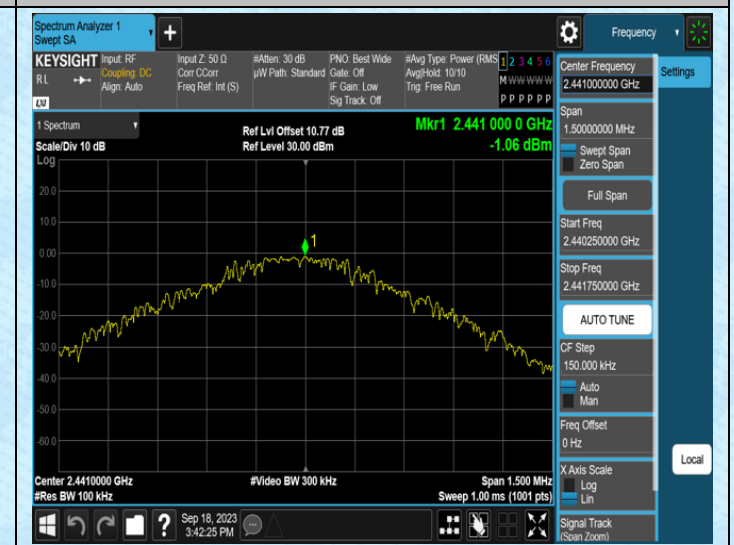 Spectrum Analyzer 1
Swept SA
+
Frequency
KEYSIGHT
RL
LV
Input: RF
Coupling: DC
Align: Auto
Input Z: 50 Ω
Corr CCorr
Freq Ref: Int (S)
#Atten: 30 dB
µW Path: Standard
PNO: Best Wide
Gate: Off
IF Gain: Low
Sig Track: Off
#Avg Type: Power (RMS
Avg|Hold: 10/10
Trig: Free Run
1 2 3 4 5 6
M W W W W W
P P P P P P
1 Spectrum
Scale/Div 10 dB
Ref Lvl Offset 10.77 dB
Ref Level 30.00 dBm
Mkr1 2.441 000 0 GHz
-1.06 dBm
Log
20.0
10.0
0.00
-10.0
-20.0
-30.0
-40.0
-50.0
-60.0
1
Center 2.4410000 GHz
#Res BW 100 kHz
#Video BW 300 kHz
Span 1.500 MHz
Sweep 1.00 ms (1001 pts)
Center Frequency
2.441000000 GHz
Settings
Span
1.50000000 MHz
Swept Span
Zero Span
Full Span
Start Freq
2.440250000 GHz
Stop Freq
2.441750000 GHz
AUTO TUNE
CF Step
150.000 kHz
Auto
Man
Freq Offset
0 Hz
X Axis Scale
Log
Lin
Signal Track
(Span Zoom)
Local
?
Sep 18, 2023
3:42:25 PM